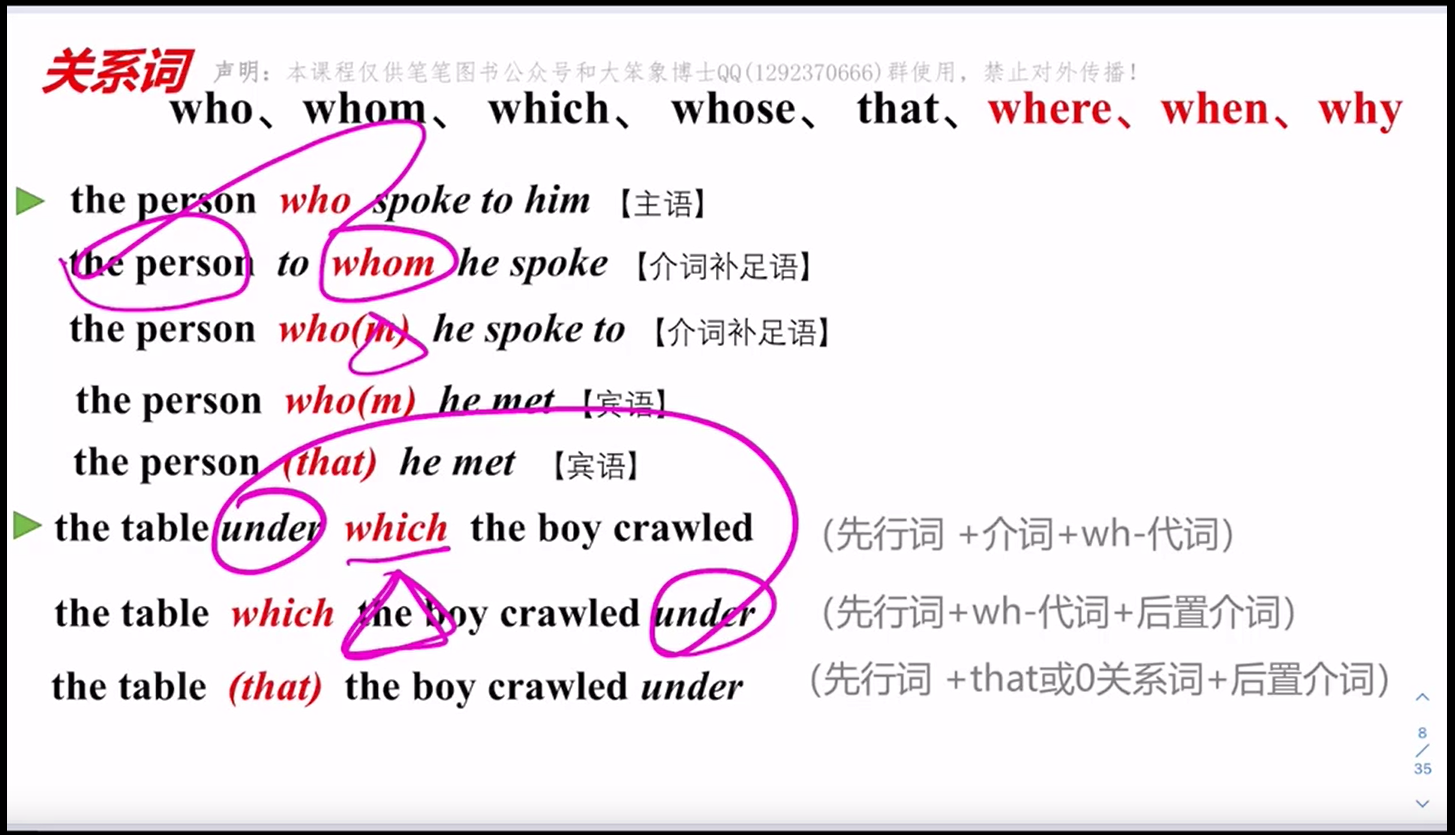 关系词 声明：本课程仅供笔笔图书公众号和大笨象博士QQ(1292370666)群使用，禁止对外传播！
who、whom、 which、 whose、 that、where、when、why
the person who spoke to him 【主语】
the person to whom he spoke 【介词补足语】
the person who(m) he spoke to 【介词补足语】
the person who(m) he met 【宾语】
the person (that) he met 【宾语】
the table under which the boy crawled (先行词 +介词+wh-代词)
the table which the boy crawled under (先行词+wh-代词+后置介词)
the table (that) the boy crawled under (先行词 +that或0关系词+后置介词)
8
/
35